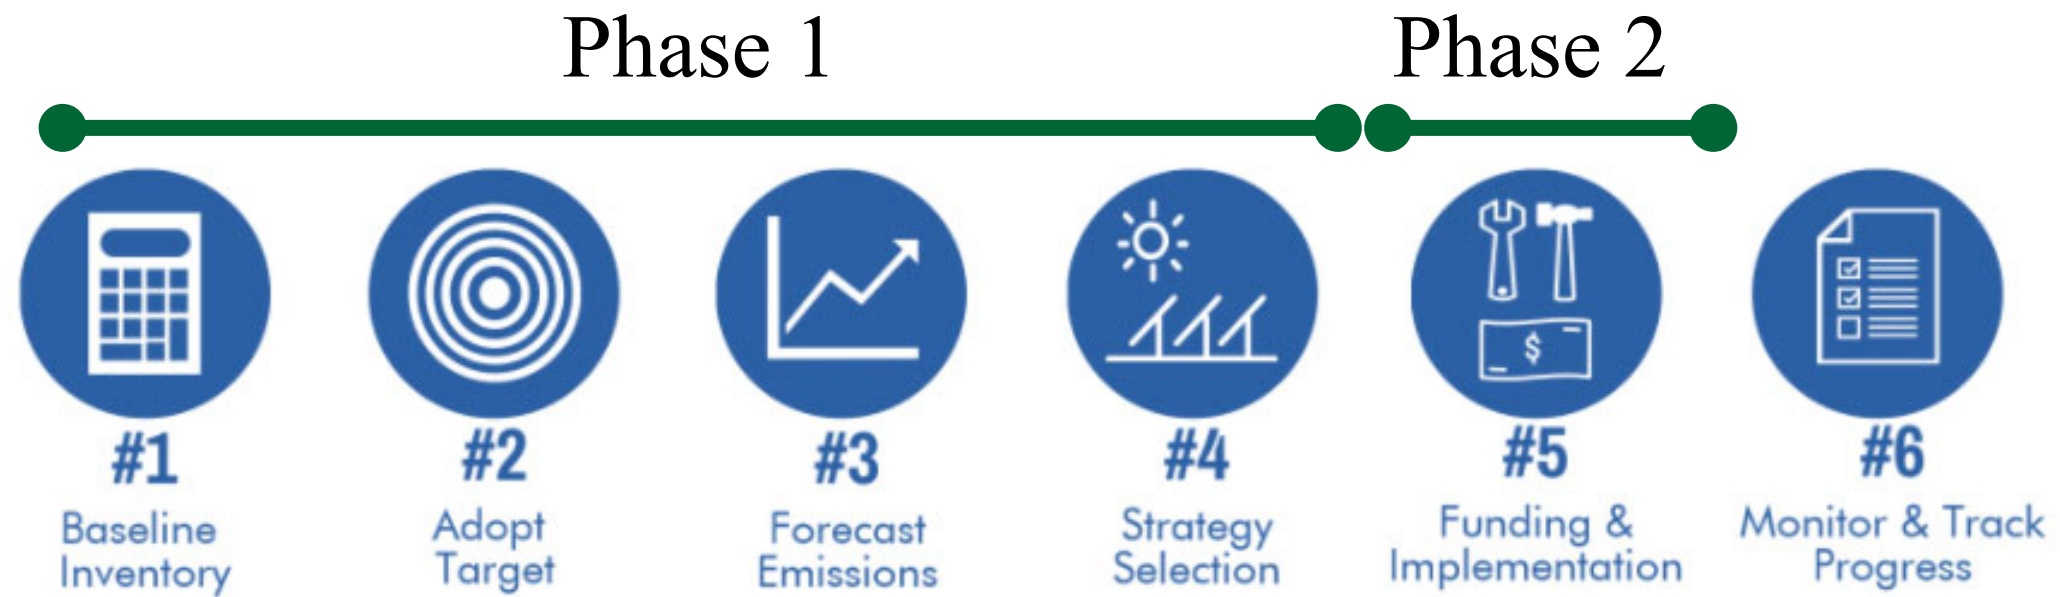 Phase 1
Phase 2
$
#1
Baseline
Inventory
#2
Adopt
Target
#3
Forecast
Emissions
#4
Strategy
Selection
#5
Funding &
Implementation
#6
Monitor & Track
Progress